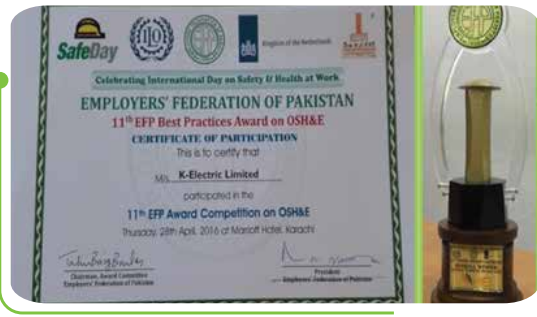 SafeDay
Kingdom of the Netherlands
Celebrating International Day on Safety & Health at Work
EMPLOYERS' FEDERATION OF PAKISTAN
11th EFP Best Practices Award on OSH&E
CERTIFICATE OF PARTICIPATION
This is to certify that
M/s. K-Electric Limited
participated in the
11th EFP Award Competition on OSH&E
Thursday, 28th April, 2016 at Marriott Hotel, Karachi
Chairman, Award Committee
Employers' Federation of Pakistan
President
Employers' Federation of Pakistan